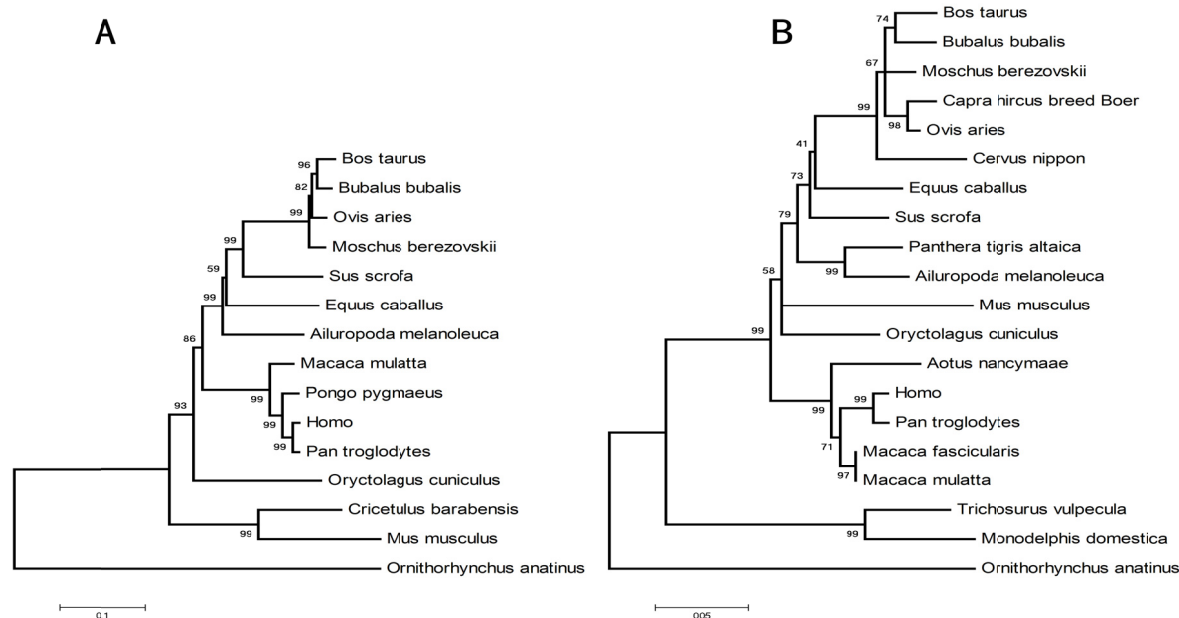 A
Bos taurus
96
Bubalus bubalis
82
Ovis aries
99
Moschus berezovskii
99
Sus scrofa
59
Equus caballus
99
Ailuropoda melanoleuca
86
Macaca mulatta
99
Pongo pygmaeus
99
Homo
99
Pan troglodytes
93
Oryctolagus cuniculus
Cricetulus barabensis
99
Mus musculus
Ornithorhynchus anatinus
0.1
B
Bos taurus
74
Bubalus bubalis
67
Moschus berezovskii
Capra hircus breed Boer
99
98
Ovis aries
Cervus nippon
41
Equus caballus
73
Sus scrofa
79
Panthera tigris altaica
99
Ailuropoda melanoleuca
58
Mus musculus
99
Oryctolagus cuniculus
Aotus nancymaae
99
Homo
99
Pan troglodytes
71
Macaca fascicularis
97
Macaca mulatta
Trichosurus vulpecula
99
Monodelphis domestica
Ornithorhynchus anatinus
005